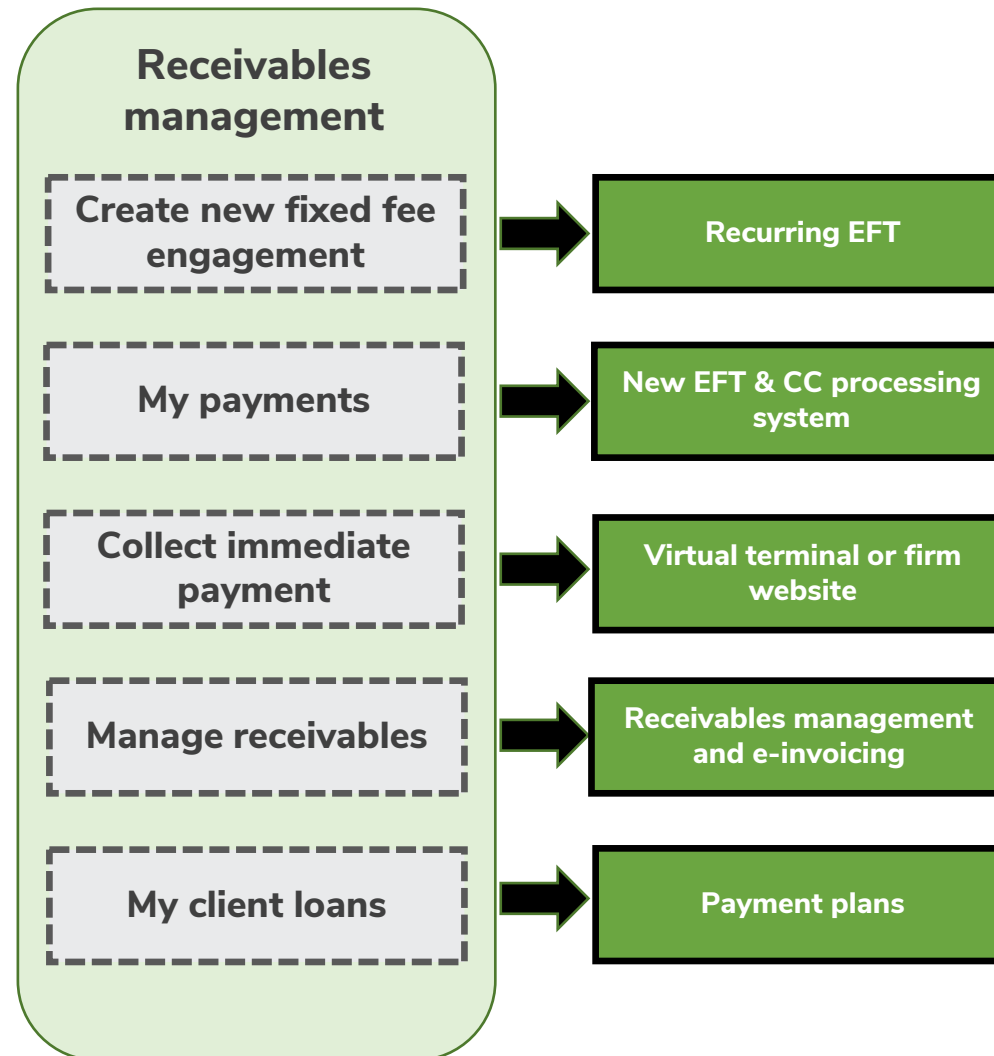 Receivables
management
Create new fixed fee
engagement
Recurring EFT
My payments
New EFT & CC processing
system
Collect immediate
payment
Virtual terminal or firm
website
Manage receivables
Receivables management
and e-invoicing
My client loans
Payment plans